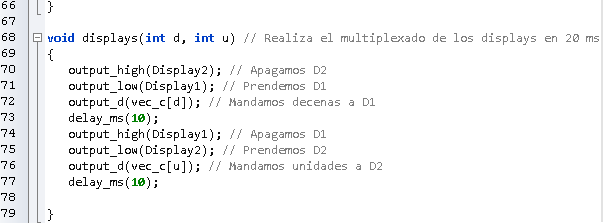 66 }
67
68 void displays(int d, int u) // Realiza el multiplexado de los displays en 20 ms
69 {
70 output_high(Display2); // Apagamos D2
71 output_low(Display1); // Prendemos D1
72 output_d(vec_c[d]); // Mandamos decenas a D1
73 delay_ms(10);
74 output_high(Display1); // Apagamos D1
75 output_low(Display2); // Prendemos D2
76 output_d(vec_c[u]); // Mandamos unidades a D2
77 delay_ms(10);
78
79 }